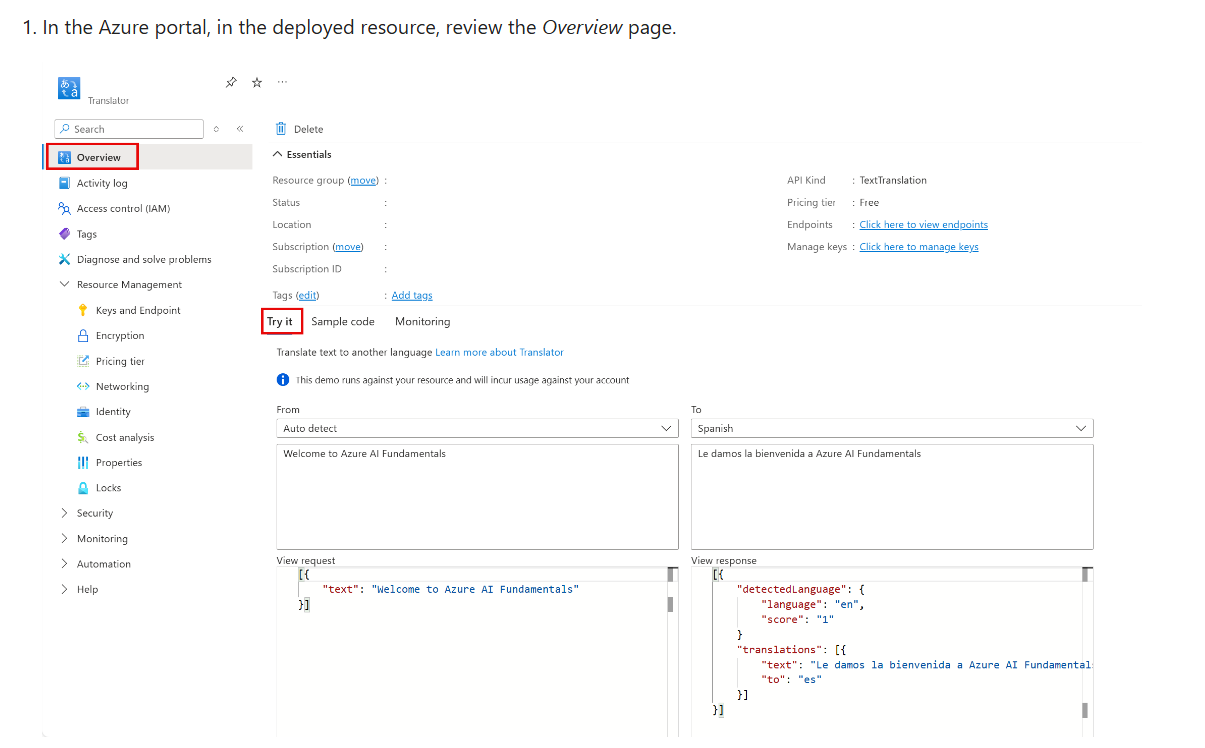 1. In the Azure portal, in the deployed resource, review the Overview page.
Translator
Search
Overview
Activity log
Access control (IAM)
Tags
Diagnose and solve problems
Resource Management
Keys and Endpoint
Encryption
Pricing tier
Networking
Identity
Cost analysis
Properties
Locks
Security
Monitoring
Automation
Help
Delete
Essentials
Resource group (move) :
Status :
Location :
Subscription (move) :
Subscription ID :
Tags (edit) : Add tags
API Kind : TextTranslation
Pricing tier : Free
Endpoints : Click here to view endpoints
Manage keys : Click here to manage keys
Try it Sample code Monitoring
Translate text to another language Learn more about Translator
This demo runs against your resource and will incur usage against your account
From
Auto detect
Welcome to Azure AI Fundamentals
To
Spanish
Le damos la bienvenida a Azure AI Fundamentals
View request
[{
"text": "Welcome to Azure AI Fundamentals"
}]
View response
[{
"detectedLanguage": {
"language": "en",
"score": "1"
}
"translations": [{
"text": "Le damos la bienvenida a Azure AI Fundamentals
"to": "es"
}]
}]